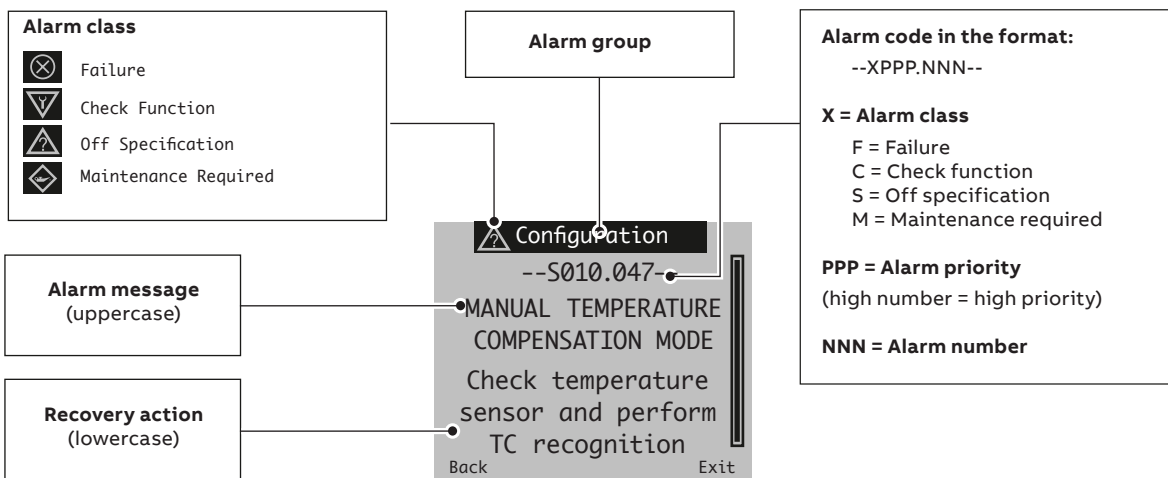 Alarm class
Failure
Check Function
Off Specification
Maintenance Required
Alarm group
Alarm code in the format:
--XPPP.NNN--
X = Alarm class
F = Failure
C = Check function
S = Off specification
M = Maintenance required
PPP = Alarm priority
(high number = high priority)
NNN = Alarm number
Alarm message
(uppercase)
Recovery action
(lowercase)
Configuration
--S010.047--
MANUAL TEMPERATURE
COMPENSATION MODE
Check temperature
sensor and perform
TC recognition
Back
Exit